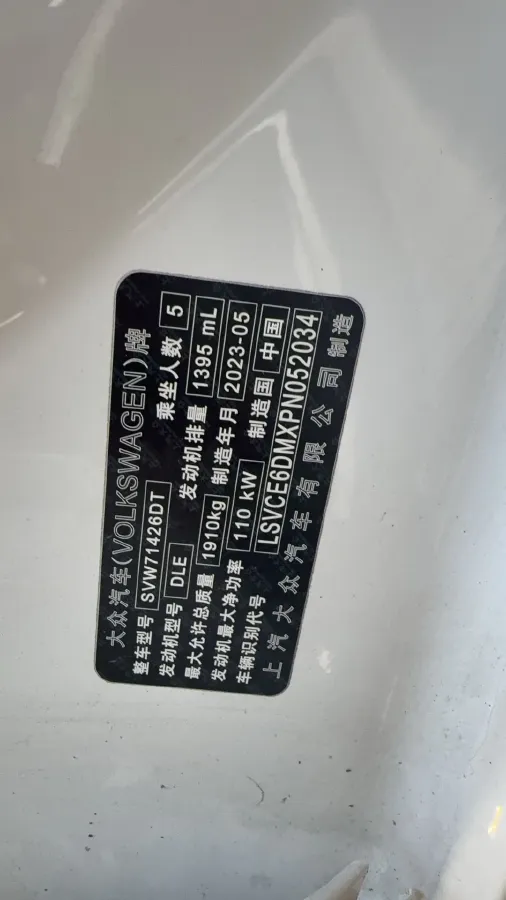 大众汽车(VOLKSWAGEN)牌
整车型号 SVW71426DT 乘坐人数 5
发动机型号 DLE 发动机排量 1395 mL
最大允许总质量 1910kg 制造年月 2023-05
发动机最大净功率 110 kW 制造国 中国
车辆识别代号 LSVCE6DMXPN052034
上汽大众汽车有限公司制造